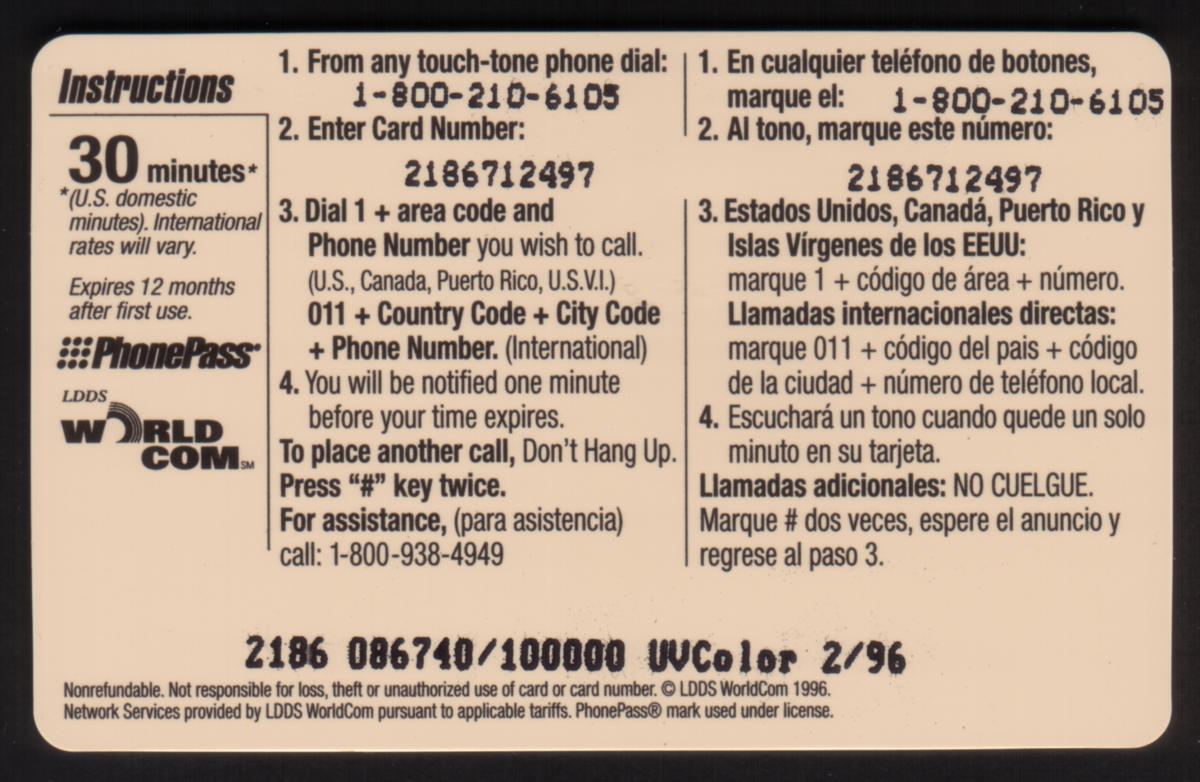 Instructions
30 minutes*
*(U.S. domestic
minutes). International
rates will vary.
Expires 12 months
after first use.
PhonePass®
LDDS
WORLD
COM SM
1. From any touch-tone phone dial:
1-800-210-6105
2. Enter Card Number:
2186712497
3. Dial 1 + area code and
Phone Number you wish to call.
(U.S., Canada, Puerto Rico, U.S.V.I.)
011 + Country Code + City Code
+ Phone Number. (International)
4. You will be notified one minute
before your time expires.
To place another call, Don't Hang Up.
Press “#” key twice.
For assistance, (para asistencia)
call: 1-800-938-4949
1. En cualquier teléfono de botones,
marque el: 1-800-210-6105
2. Al tono, marque este número:
2186712497
3. Estados Unidos, Canadá, Puerto Rico y
Islas Vírgenes de los EEUU:
marque 1 + código de área + número.
Llamadas internacionales directas:
marque 011 + código del pais + código
de la ciudad + número de teléfono local.
4. Escuchará un tono cuando quede un solo
minuto en su tarjeta.
Llamadas adicionales: NO CUELGUE.
Marque # dos veces, espere el anuncio y
regrese al paso 3.
2186 086740/100000 UVColor 2/96
Nonrefundable. Not responsible for loss, theft or unauthorized use of card or card number. © LDDS WorldCom 1996.
Network Services provided by LDDS WorldCom pursuant to applicable tariffs. PhonePass® mark used under license.